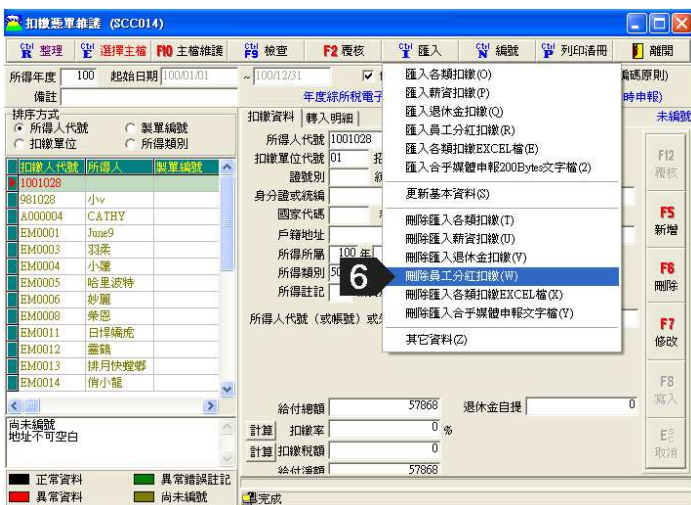 扣繳憑單維護 (SCC014)
Ctrl R 整理 Ctrl E 選擇主檔 F10 主檔維護 Ctrl F9 檢查 F2 覆核 Ctrl I 匯入 Ctrl N 編號 Ctrl P 列印清冊 離開
所得年度 100 起始日期 100/01/01 ~ 100/12/31 編碼原則)
備註 年度綜所稅電子 時申報)
排序方式
所得人代號 製單編號
扣繳單位 所得類別
扣繳人代號 所得人 製單編號
1001028
981028 小v
A000004 CATHY
EM0001 June9
EM0003 羽柔
EM0004 小蓮
EM0005 哈里波特
EM0006 妙麗
EM0008 榮恩
EM0011 日悍嬌虎
EM0012 靈鶴
EM0013 排月快螳螂
EM0014 俏小龍
尚未編號
地址不可空白
正常資料 異常錯誤註記
異常資料 尚未編號
扣繳資料 轉入明細 未編號
所得人代號 1001028
扣繳單位代號 01
證號別
身分證或統編
國家代碼
戶籍地址
所得所屬 100 年
所得類別 50
所得註記
所得人代號 (或帳號) 或
給付總額 57868 退休金自提 0
計算 扣繳率 0 %
計算 扣繳稅額 0
給付淨額 57868
完成
匯入各類扣繳(O)
匯入薪資扣繳(P)
匯入退休金扣繳(Q)
匯入員工分紅扣繳(R)
匯入各類扣繳EXCEL檔(E)
匯入合乎媒體申報200Bytes文字檔(2)
更新基本資料(S)
刪除匯入各類扣繳(T)
刪除匯入薪資扣繳(U)
刪除匯入退休金扣繳(V)
6 刪除員工分紅扣繳(W)
刪除匯入各類扣繳EXCEL檔(X)
刪除匯入合乎媒體申報文字檔(Y)
其它資料(Z)
F12
覆核
F5
新增
F6
刪除
F7
修改
F8
寫入
Esc
取消